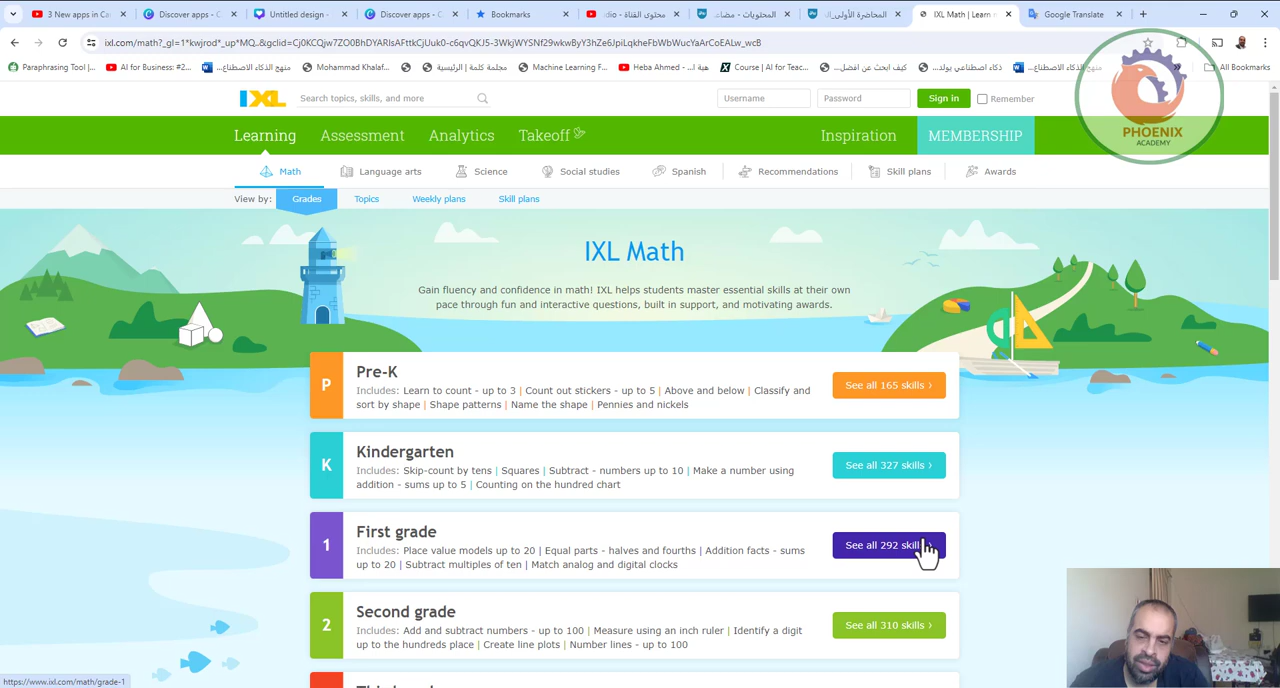 3 New apps in Ca
Discover apps - C
Untitled design -
Discover apps - C
Bookmarks
محتوى القناة - dio
المحتويات - مضاء
المحاضرة الأولى
IXL Math | Learn
Google Translate
ixl.com/math?_gl=1*kwjrod*_up*MQ..&gclid=Cj0KCQjw7ZO0BhDYARIsAFttkCjUuUYc6qvQK3S-3WkjWYSNf29wkwByY3hZe6JpiLqkheFbWbWucYaArCoEALw_wcB
Paraphrasing Tool |...
AI for Business: #2...
منهج الذكاء الاصطناع...
Mohammad Khalaf...
مجموعة
Machine Learning F...
Heba Ahmed - هبة ا...
Course | AI for Teac...
كيف ابحث عن افضل...
ذكاء اصطناعي يولد...
منهج الذكاء الاصطناع...
الرئيسية
All Bookmarks
IXL
Search topics, skills, and more
Username
Password
Sign in
Remember
Learning
Assessment
Analytics
Takeoff
Inspiration
MEMBERSHIP
PHOENIX
ACADEMY
Math
Language arts
Science
Social studies
Spanish
Recommendations
Skill plans
Awards
View by:
Grades
Topics
Weekly plans
Skill plans
IXL Math
Gain fluency and confidence in math! IXL helps students master essential skills at their own
pace through fun and interactive questions, built in support, and motivating awards.
P
Pre-K
Includes: Learn to count - up to 3 | Count out stickers - up to 5 | Above and below | Classify and
sort by shape | Shape patterns | Name the shape | Pennies and nickels
See all 165 skills ›
K
Kindergarten
Includes: Skip-count by tens | Squares | Subtract - numbers up to 10 | Make a number using
addition - sums up to 5 | Counting on the hundred chart
See all 327 skills ›
1
First grade
Includes: Place value models up to 20 | Equal parts - halves and fourths | Addition facts - sums
up to 20 | Subtract multiples of ten | Match analog and digital clocks
See all 292 skill
2
Second grade
Includes: Add and subtract numbers - up to 100 | Measure using an inch ruler | Identify a digit
up to the hundreds place | Create line plots | Number lines - up to 100
See all 310 skills ›
https://www.ixl.com/math/grade-1